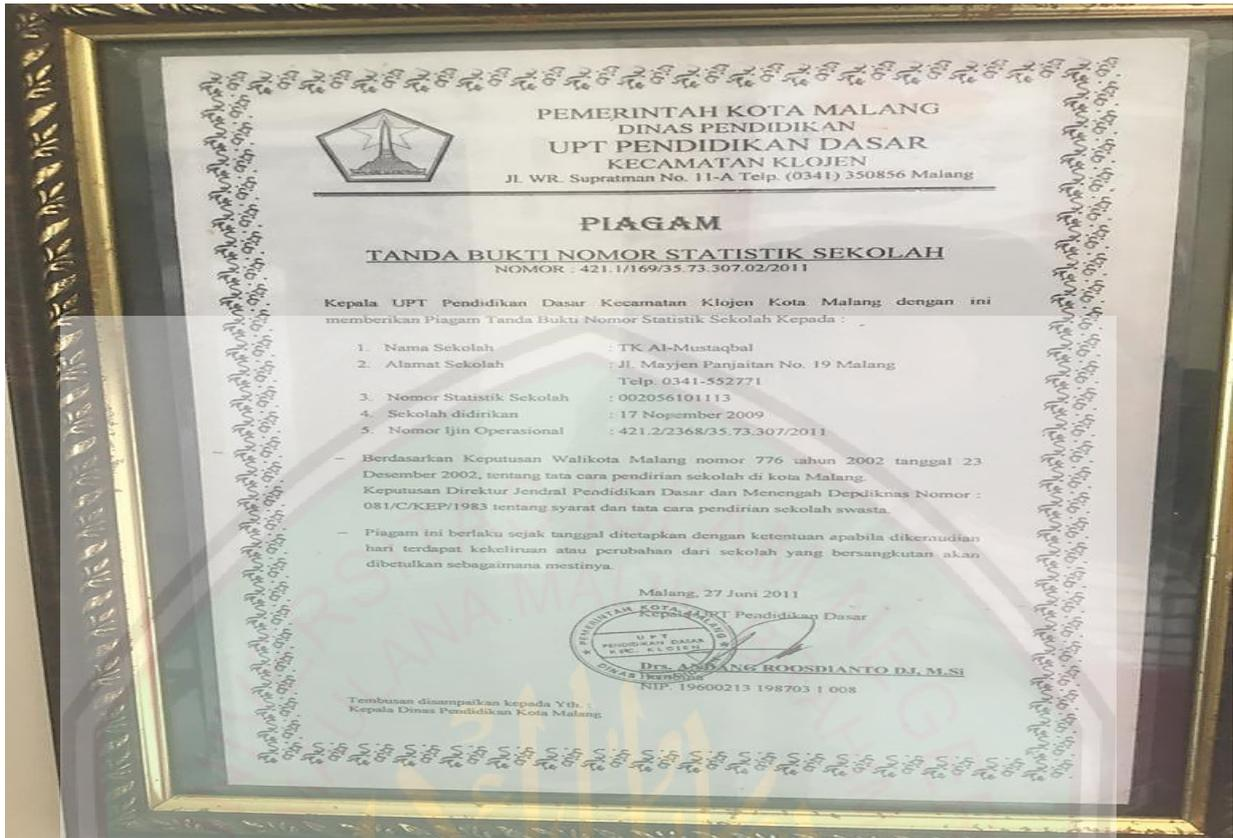 PEMERINTAH KOTA MALANG
DINAS PENDIDIKAN
UPT PENDIDIKAN DASAR
KECAMATAN KLOJEN
Jl. WR. Supratman No. 11-A Telp. (0341) 350856 Malang
PIAGAM
TANDA BUKTI NOMOR STATISTIK SEKOLAH
NOMOR : 421.1/169/35.73.307.02/2011
Kepala UPT Pendidikan Dasar Kecamatan Klojen Kota Malang dengan ini
memberikan Piagam Tanda Bukti Nomor Statistik Sekolah Kepada :
1. Nama Sekolah : TK Al-Mustaqbal
2. Alamat Sekolah : Jl. Mayjen Panjaitan No. 19 Malang
Telp. 0341-552771
3. Nomor Statistik Sekolah : 002056101113
4. Sekolah didirikan : 17 Nopember 2009
5. Nomor Ijin Operasional : 421.2/2368/35.73.307/2011
- Berdasarkan Keputusan Walikota Malang nomor 776 tahun 2002 tanggal 23
Desember 2002, tentang tata cara pendirian sekolah di kota Malang.
Keputusan Direktur Jendral Pendidikan Dasar dan Menengah Depdiknas Nomor :
081/C/KEP/1983 tentang syarat dan tata cara pendirian sekolah swasta.
- Piagam ini berlaku sejak tanggal ditetapkan dengan ketentuan apabila dikemudian
hari terdapat kekeliruan atau perubahan dari sekolah yang bersangkutan akan
dibetulkan sebagaimana mestinya.
Malang, 27 Juni 2011
Kepala UPT Pendidikan Dasar
PEMERINTAH KOTA MALANG
UPT
PENDIDIKAN DASAR
KEC. KLOJEN
DINAS
Drs. ANDANG ROOSDIANTO DJ, M.Si
NIP. 19600213 198703 1 008
Tembusan disampaikan kepada Yth. :
Kepala Dinas Pendidikan Kota Malang